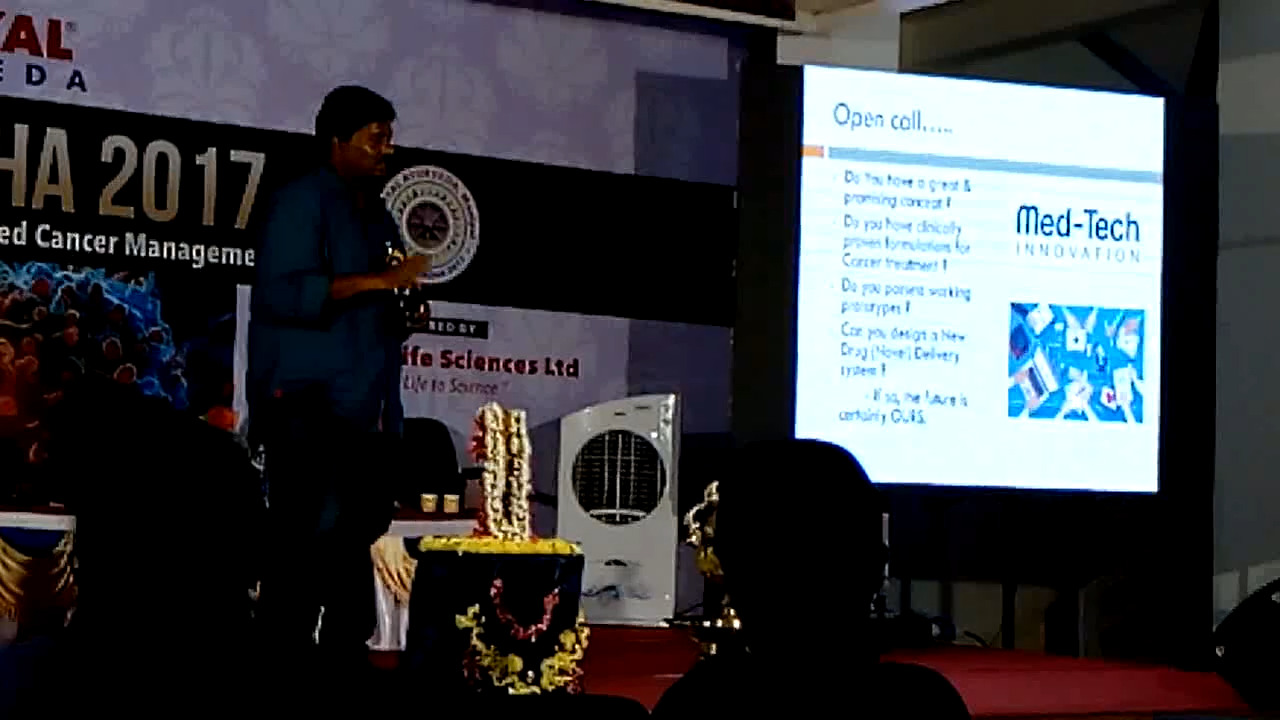 AL
EDA
HA 2017
ed Cancer Manageme
ife Sciences Ltd
Life to Science"
Open call.....
Do You have a great &
promising concept ?
Do you have clinically
proven formulations for
Cancer treatment ?
Do you possess working
prototypes ?
Can you design a New
Drug (Novel) Delivery
system ?
- If so, the future is
certainly OURS.
Med-Tech
INNOVATION